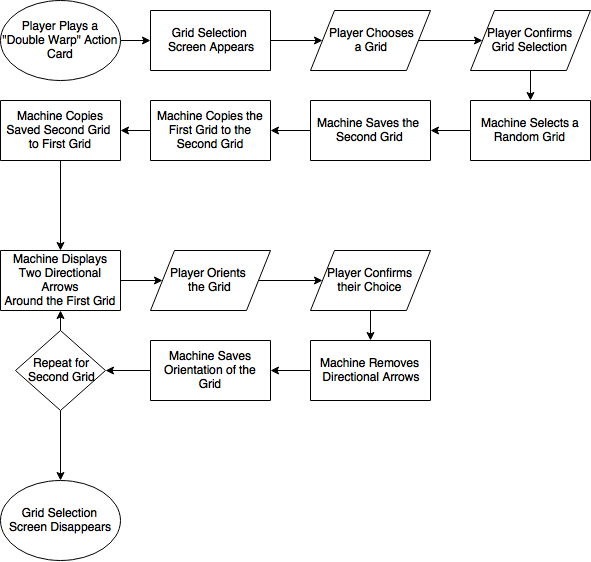 Player Plays a
"Double Warp" Action
Card
Grid Selection
Screen Appears
Player Chooses
a Grid
Player Confirms
Grid Selection
Machine Copies
Saved Second Grid
to First Grid
Machine Copies the
First Grid to the
Second Grid
Machine Saves the
Second Grid
Machine Selects a
Random Grid
Machine Displays
Two Directional
Arrows
Around the First Grid
Player Orients
the Grid
Player Confirms
their Choice
Repeat for
Second Grid
Machine Saves
Orientation of the
Grid
Machine Removes
Directional Arrows
Grid Selection
Screen Disappears